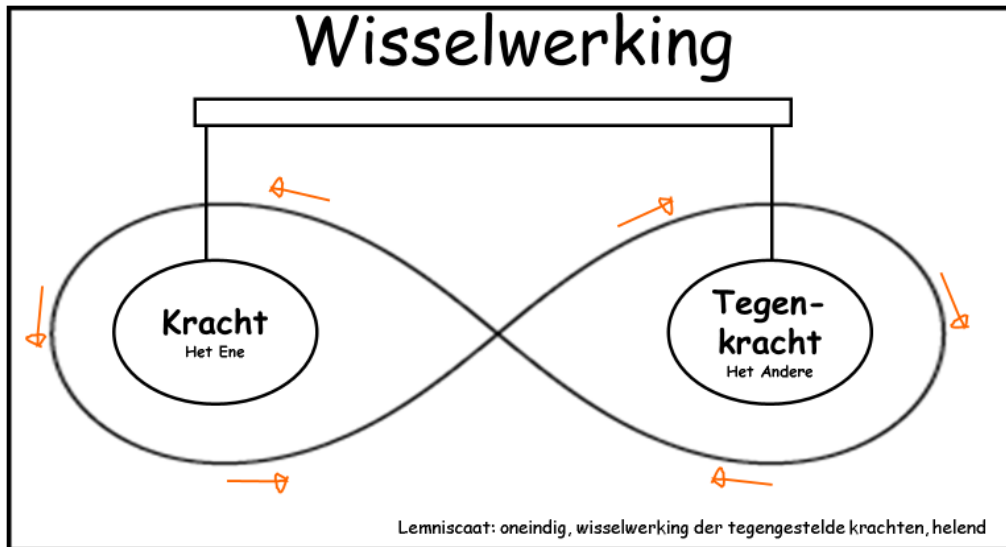 Wisselwerking
Kracht
Het Ene
Tegen-
kracht
Het Andere
Lemniscaat: oneindig, wisselwerking der tegengestelde krachten, helend